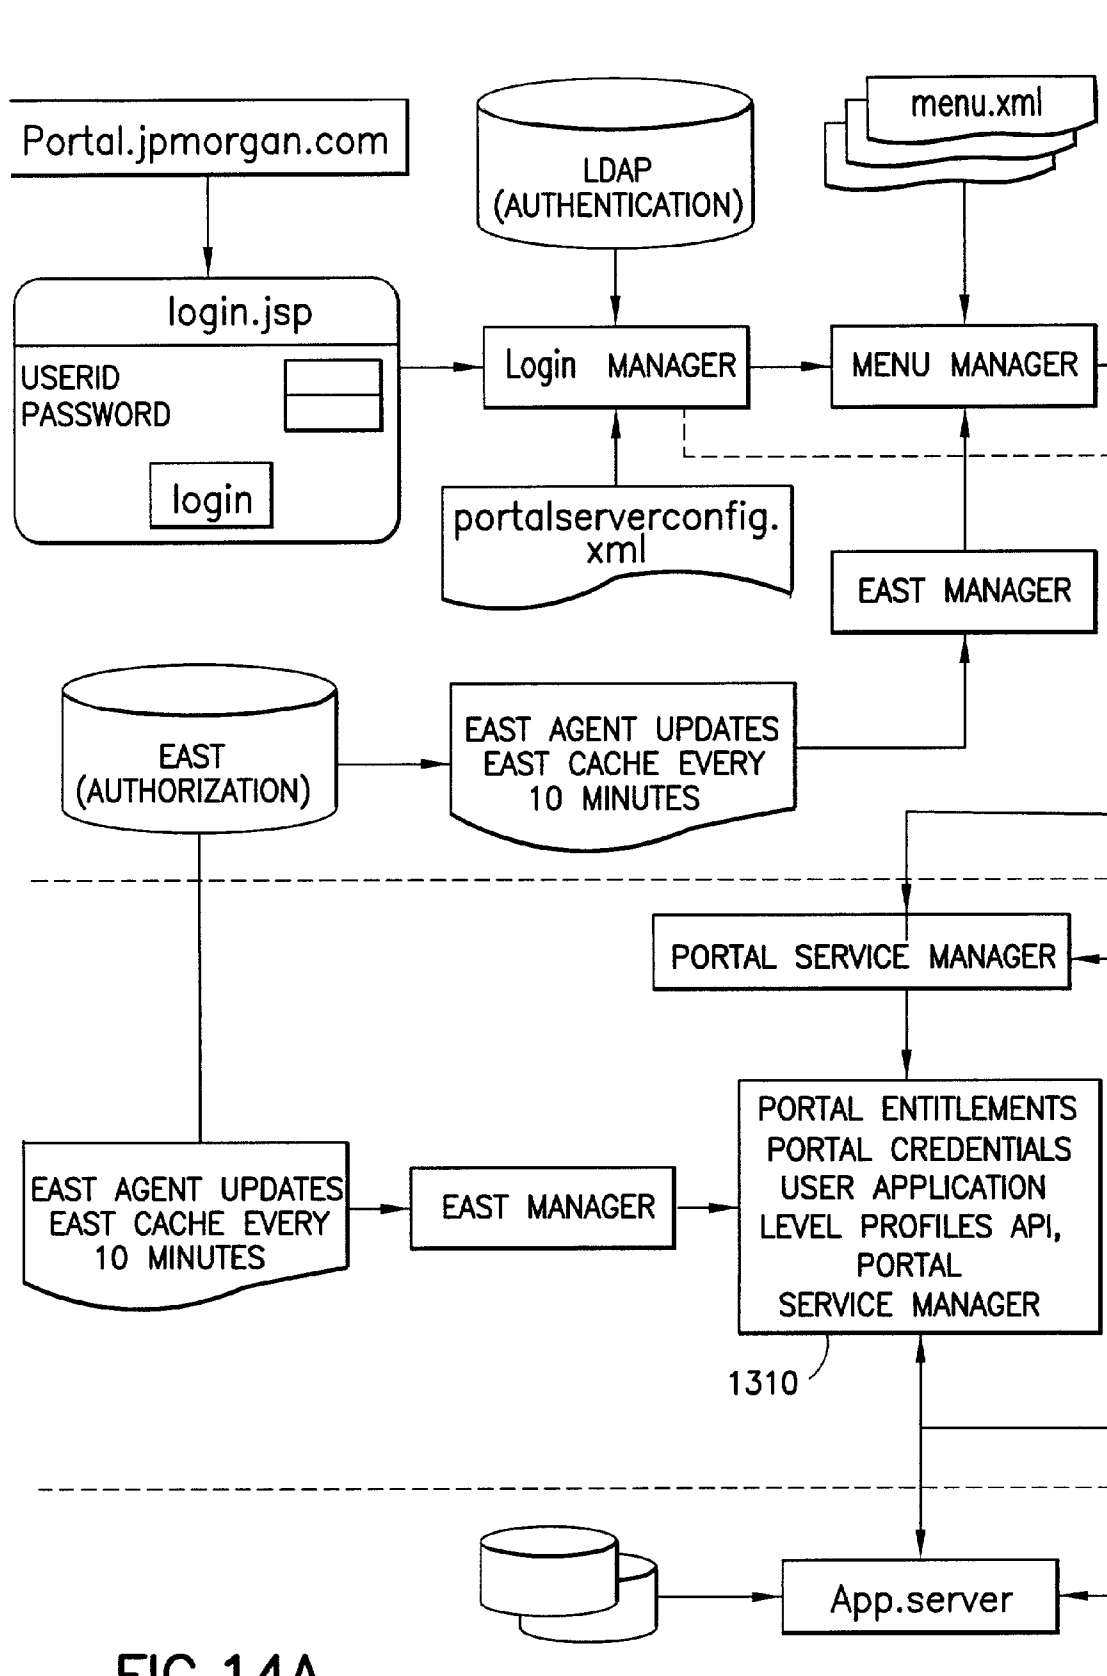 Portal.jpmorgan.com
LDAP
(AUTHENTICATION)
menu.xml
login.jsp
USERID
PASSWORD
login
Login MANAGER
MENU MANAGER
portalserverconfig.
xml
EAST MANAGER
EAST
(AUTHORIZATION)
EAST AGENT UPDATES
EAST CACHE EVERY
10 MINUTES
PORTAL SERVICE MANAGER
EAST AGENT UPDATES
EAST CACHE EVERY
10 MINUTES
EAST MANAGER
PORTAL ENTITLEMENTS
PORTAL CREDENTIALS
USER APPLICATION
LEVEL PROFILES API,
PORTAL
SERVICE MANAGER
1310
App.server
FIG.14A